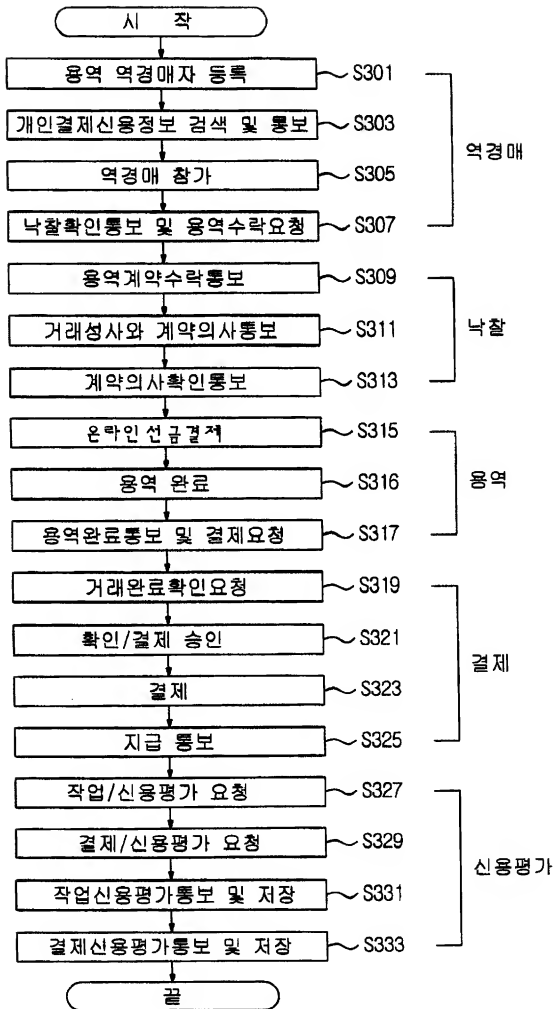 시 작
용역 역경매자 등록 S301
개인결제신용정보 검색 및 통보 S303
역경매 참가 S305
역경매
낙찰확인통보 및 용역수락요청 S307
용역계약수락통보 S309
거래성사와 계약의사통보 S311
낙찰
계약의사확인통보 S313
온라인선금결제 S315
용역 완료 S316
용역
용역완료통보 및 결제요청 S317
거래완료확인요청 S319
확인/결제 승인 S321
결제
결제 S323
지급 통보 S325
작업/신용평가 요청 S327
결제/신용평가 요청 S329
신용평가
작업신용평가통보 및 저장 S331
결제신용평가통보 및 저장 S333
끝